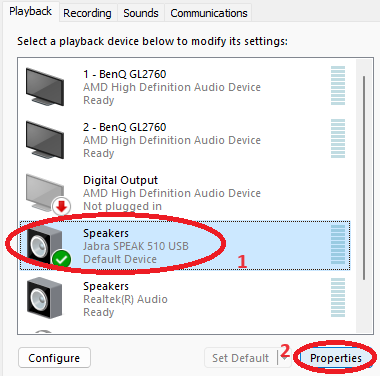 Playback Recording Sounds Communications
Select a playback device below to modify its settings:
1 - BenQ GL2760
AMD High Definition Audio Device
Ready
2 - BenQ GL2760
AMD High Definition Audio Device
Ready
Digital Output
AMD High Definition Audio Device
Not plugged in
Speakers
Jabra SPEAK 510 USB
Default Device
1
Speakers
Realtek(R) Audio
Ready
Configure Set Default 2 Properties